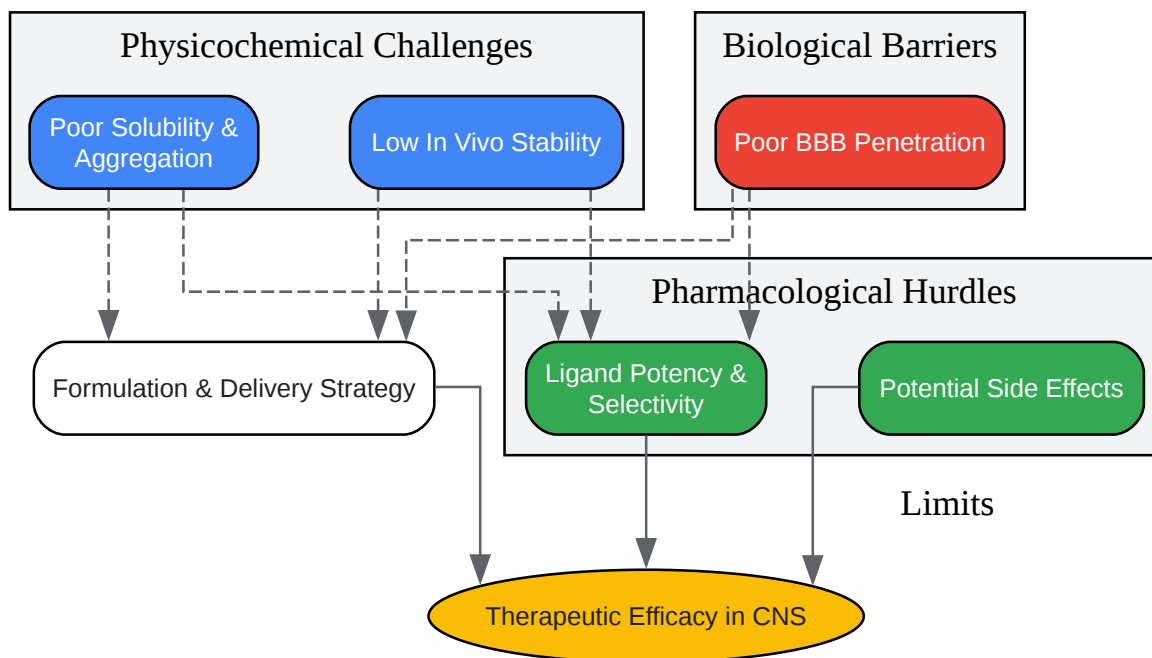 Physicochemical Challenges
Biological Barriers
Poor Solubility &
Aggregation
Low In Vivo Stability
Poor BBB Penetration
Pharmacological Hurdles
Formulation & Delivery Strategy
Ligand Potency &
Selectivity
Potential Side Effects
Limits
Therapeutic Efficacy in CNS